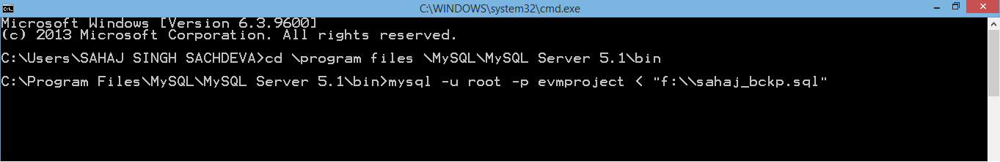 C:\WINDOWS\system32\cmd.exe
Microsoft Windows [Version 6.3.9600]
(c) 2013 Microsoft Corporation. All rights reserved.
C:\Users\SAHAJ SINGH SACHDEVA>cd \program files \MySQL\MySQL Server 5.1\bin
C:\Program Files\MySQL\MySQL Server 5.1\bin>mysql -u root -p evmproject < "f:\\sahaj_bckp.sql"